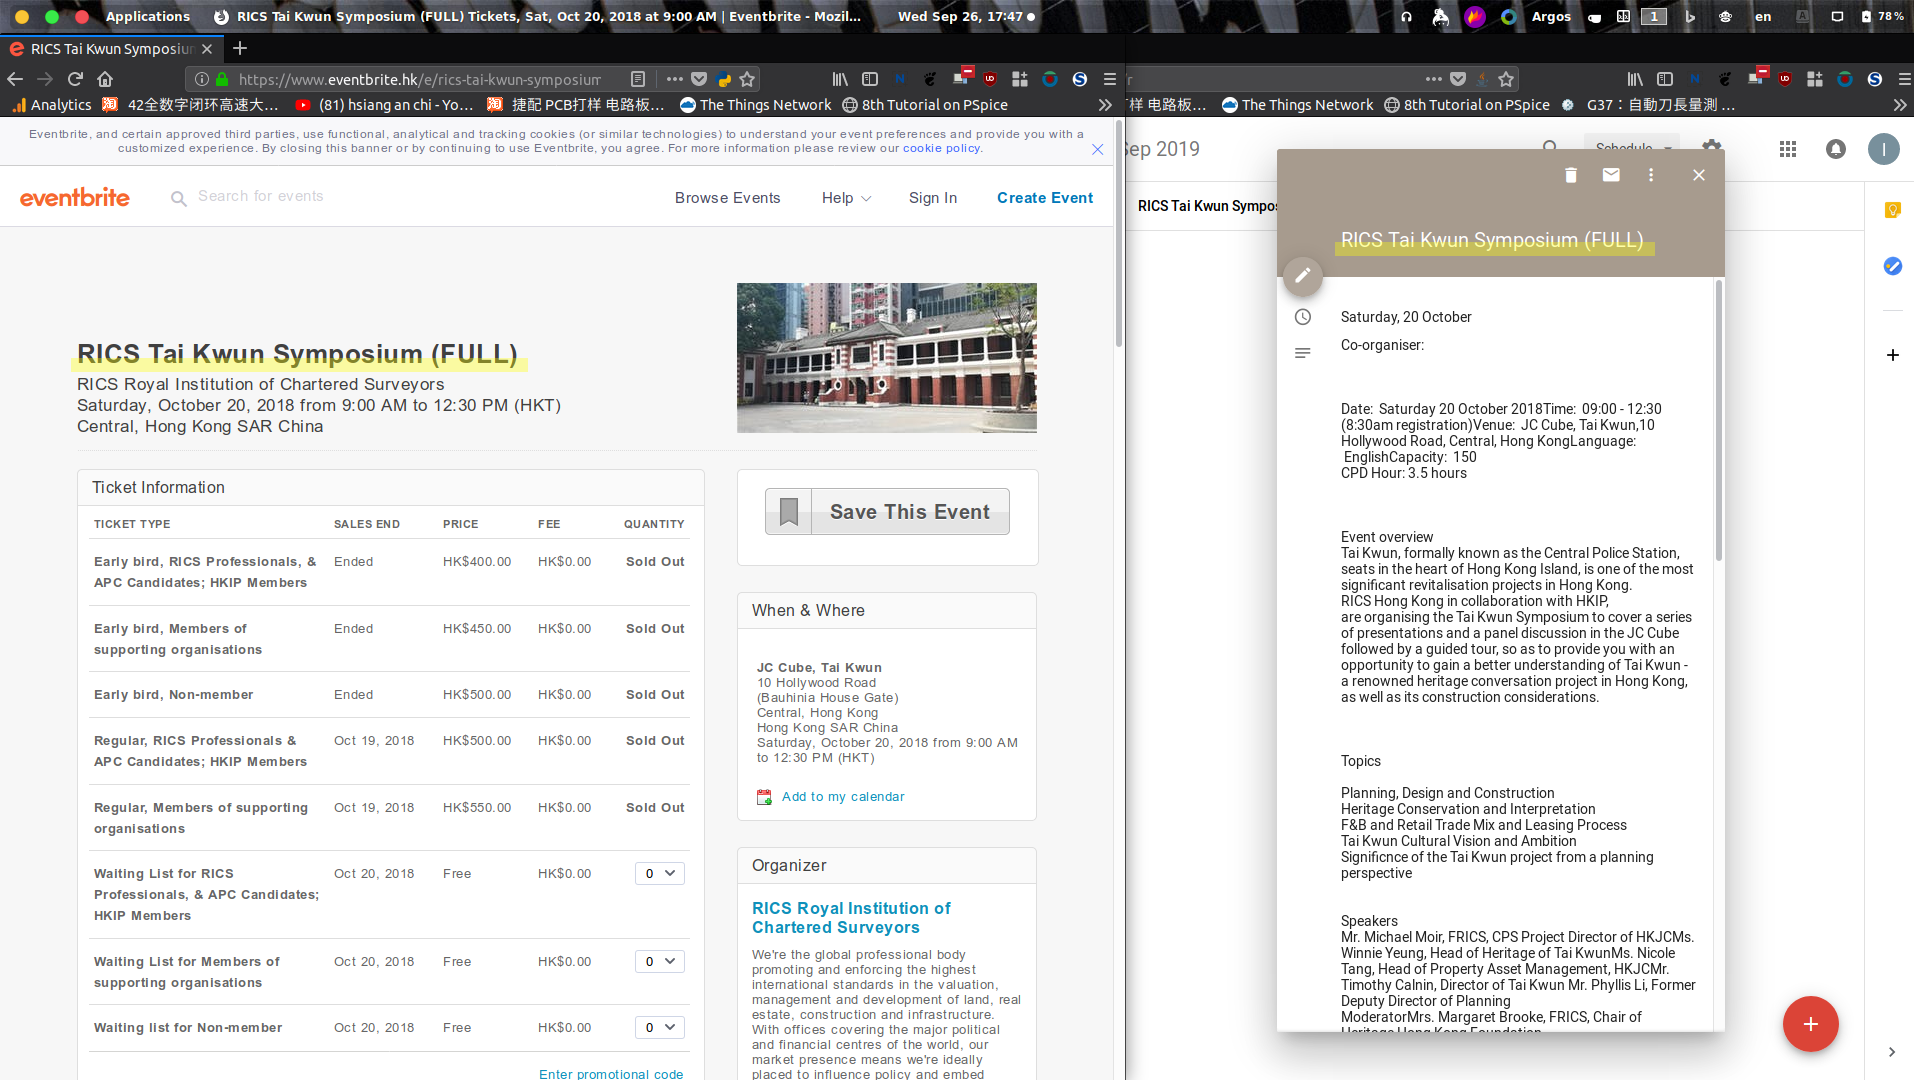 Applications
RICS Tai Kwun Symposium (FULL) Tickets, Sat, Oct 20, 2018 at 9:00 AM | Eventbrite - Mozil...
Wed Sep 26, 17:47
Argos
1
en
78 %
RICS Tai Kwun Symposiun
https://www.eventbrite.hk/e/rics-tai-kwun-symposium
Analytics
42全数字闭环高速大…
(81) hsiang an chi - Yo…
捷配 PCB打样 电路板…
The Things Network
8th Tutorial on PSpice
样 电路板…
The Things Network
8th Tutorial on PSpice
G37：自動刀長量測 …
Eventbrite, and certain approved third parties, use functional, analytical and tracking cookies (or similar technologies) to understand your event preferences and provide you with a
customized experience. By closing this banner or by continuing to use Eventbrite, you agree. For more information please review our cookie policy.
eventbrite
Search for events
Browse Events
Help
Sign In
Create Event
RICS Tai Kwun Symposium (FULL)
RICS Royal Institution of Chartered Surveyors
Saturday, October 20, 2018 from 9:00 AM to 12:30 PM (HKT)
Central, Hong Kong SAR China
Ticket Information
TICKET TYPE SALES END PRICE FEE QUANTITY
Early bird, RICS Professionals, & Ended HK$400.00 HK$0.00 Sold Out
APC Candidates; HKIP Members
Early bird, Members of Ended HK$450.00 HK$0.00 Sold Out
supporting organisations
Early bird, Non-member Ended HK$500.00 HK$0.00 Sold Out
Regular, RICS Professionals & Oct 19, 2018 HK$500.00 HK$0.00 Sold Out
APC Candidates; HKIP Members
Regular, Members of supporting Oct 19, 2018 HK$550.00 HK$0.00 Sold Out
organisations
Waiting List for RICS Oct 20, 2018 Free HK$0.00 0
Professionals, & APC Candidates;
HKIP Members
Waiting List for Members of Oct 20, 2018 Free HK$0.00 0
supporting organisations
Waiting list for Non-member Oct 20, 2018 Free HK$0.00 0
Enter promotional code
Save This Event
When & Where
JC Cube, Tai Kwun
10 Hollywood Road
(Bauhinia House Gate)
Central, Hong Kong
Hong Kong SAR China
Saturday, October 20, 2018 from 9:00 AM
to 12:30 PM (HKT)
Add to my calendar
Organizer
RICS Royal Institution of
Chartered Surveyors
We're the global professional body
promoting and enforcing the highest
international standards in the valuation,
management and development of land, real
estate, construction and infrastructure.
With offices covering the major political
and financial centres of the world, our
market presence means we're ideally
placed to influence policy and embed
Sep 2019
Schedule
I
RICS Tai Kwun Sympos
RICS Tai Kwun Symposium (FULL)
Saturday, 20 October
Co-organiser:
Date: Saturday 20 October 2018Time: 09:00 - 12:30
(8:30am registration)Venue: JC Cube, Tai Kwun,10
Hollywood Road, Central, Hong KongLanguage:
EnglishCapacity: 150
CPD Hour: 3.5 hours
Event overview
Tai Kwun, formally known as the Central Police Station,
seats in the heart of Hong Kong Island, is one of the most
significant revitalisation projects in Hong Kong.
RICS Hong Kong in collaboration with HKIP,
are organising the Tai Kwun Symposium to cover a series
of presentations and a panel discussion in the JC Cube
followed by a guided tour, so as to provide you with an
opportunity to gain a better understanding of Tai Kwun -
a renowned heritage conversation project in Hong Kong,
as well as its construction considerations.
Topics
Planning, Design and Construction
Heritage Conservation and Interpretation
F&B and Retail Trade Mix and Leasing Process
Tai Kwun Cultural Vision and Ambition
Significnce of the Tai Kwun project from a planning
perspective
Speakers
Mr. Michael Moir, FRICS, CPS Project Director of HKJCMs.
Winnie Yeung, Head of Heritage of Tai KwunMs. Nicole
Tang, Head of Property Asset Management, HKJCMr.
Timothy Calnin, Director of Tai Kwun Mr. Phyllis Li, Former
Deputy Director of Planning
ModeratorMrs. Margaret Brooke, FRICS, Chair of
Heritage Hong Kong Foundation